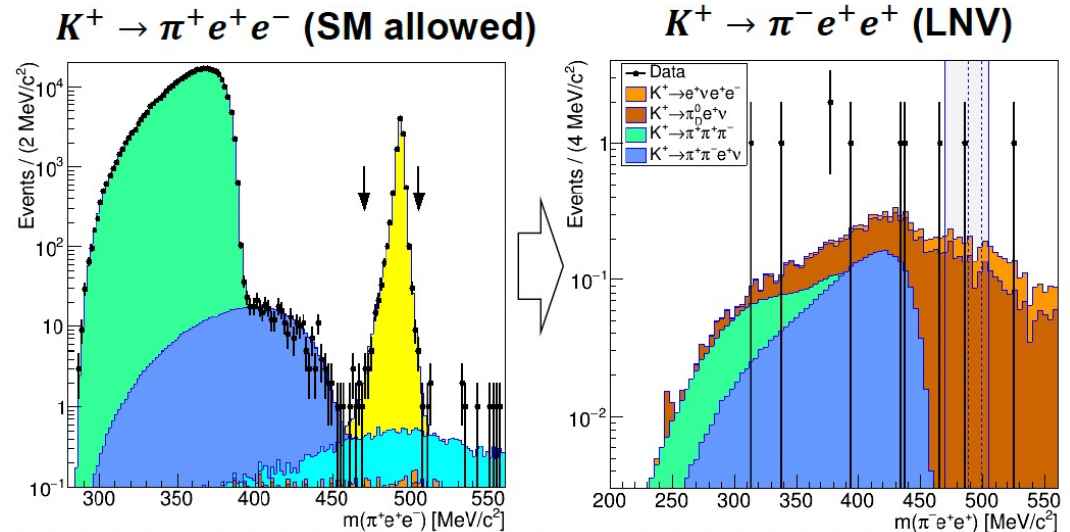 K⁺ → π⁺e⁺e⁻ (SM allowed)
K⁺ → π⁻e⁺e⁺ (LNV)
Events / (2 MeV/c²)
10⁴
10³
10²
10
1
10⁻¹
300 350 400 450 500 550
m(π⁺e⁺e⁻) [MeV/c²]
Events / (4 MeV/c²)
Data
K⁺→e⁺νe⁺e⁻
K⁺→π⁰_De⁺ν
K⁺→π⁺π⁺π⁻
K⁺→π⁺π⁻e⁺ν
1
10⁻¹
10⁻²
200 250 300 350 400 450 500 550
m(π⁻e⁺e⁺) [MeV/c²]